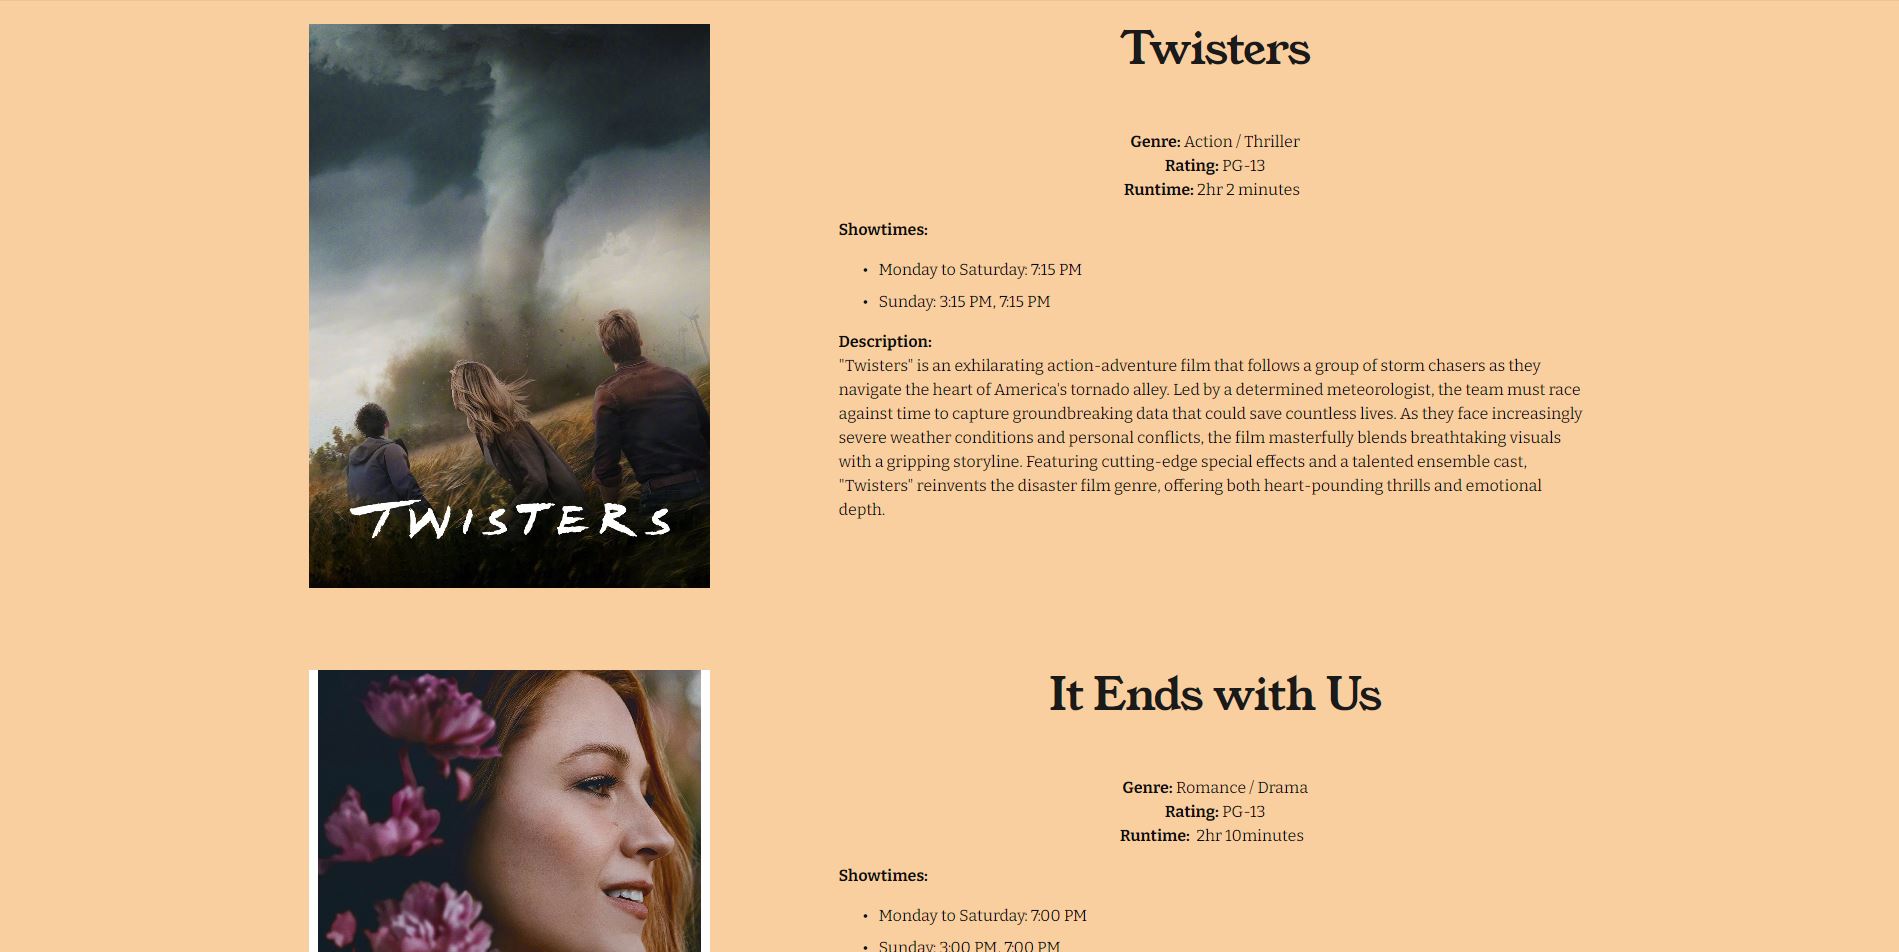 Twisters
Genre: Action / Thriller
Rating: PG-13
Runtime: 2hr 2 minutes
Showtimes:
• Monday to Saturday: 7:15 PM
• Sunday: 3:15 PM, 7:15 PM
Description:
"Twisters" is an exhilarating action-adventure film that follows a group of storm chasers as they
navigate the heart of America's tornado alley. Led by a determined meteorologist, the team must race
against time to capture groundbreaking data that could save countless lives. As they face increasingly
severe weather conditions and personal conflicts, the film masterfully blends breathtaking visuals
with a gripping storyline. Featuring cutting-edge special effects and a talented ensemble cast,
"Twisters" reinvents the disaster film genre, offering both heart-pounding thrills and emotional
depth.
TWISTERS
It Ends with Us
Genre: Romance / Drama
Rating: PG-13
Runtime:  2hr 10minutes
Showtimes:
• Monday to Saturday: 7:00 PM
• Sunday: 3:00 PM, 7:00 PM